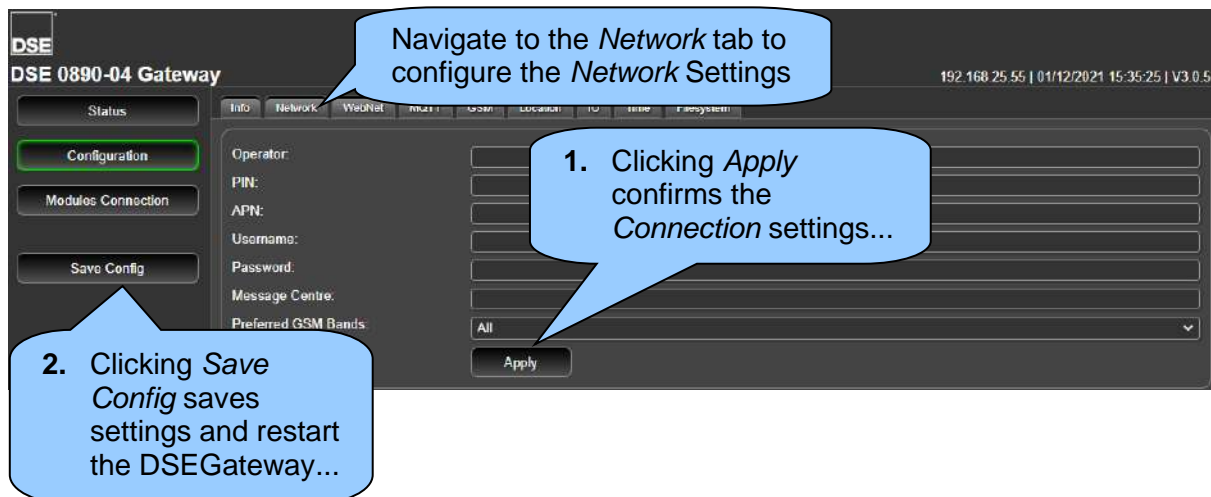 DSE
Navigate to the Network tab to
configure the Network Settings
DSE 0890-04 Gateway
192.168.25.55 | 01/12/2021 15:35:25 | V3.0.5
Status
Info Network WebNet MQTT GSM Location IO Time Filesystem
Configuration
Modules Connection
Save Config
Operator:
PIN:
APN:
Username:
Password:
Message Centre:
Preferred GSM Bands:
All
Apply
1. Clicking Apply
confirms the
Connection settings...
2. Clicking Save
Config saves
settings and restart
the DSEGateway...